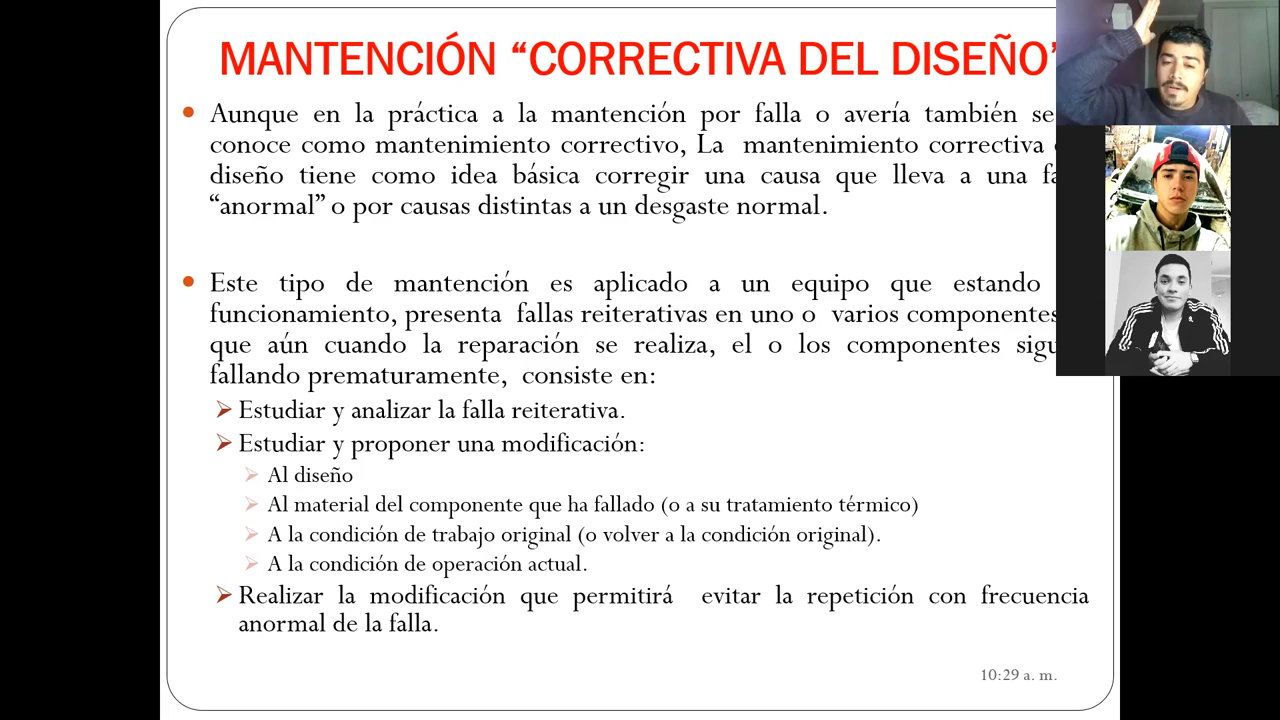 MANTENCIÓN “CORRECTIVA DEL DISEÑO”
Aunque en la práctica a la mantención por falla o avería también se
conoce como mantenimiento correctivo, La mantenimiento correctiva
diseño tiene como idea básica corregir una causa que lleva a una
“anormal” o por causas distintas a un desgaste normal.
Este tipo de mantención es aplicado a un equipo que estando
funcionamiento, presenta fallas reiterativas en uno o varios componentes
que aún cuando la reparación se realiza, el o los componentes
fallando prematuramente, consiste en:
Estudiar y analizar la falla reiterativa.
Estudiar y proponer una modificación:
Al diseño
Al material del componente que ha fallado (o a su tratamiento térmico)
A la condición de trabajo original (o volver a la condición original).
A la condición de operación actual.
Realizar la modificación que permitirá evitar la repetición con frecuencia
anormal de la falla.
10:29 a. m.